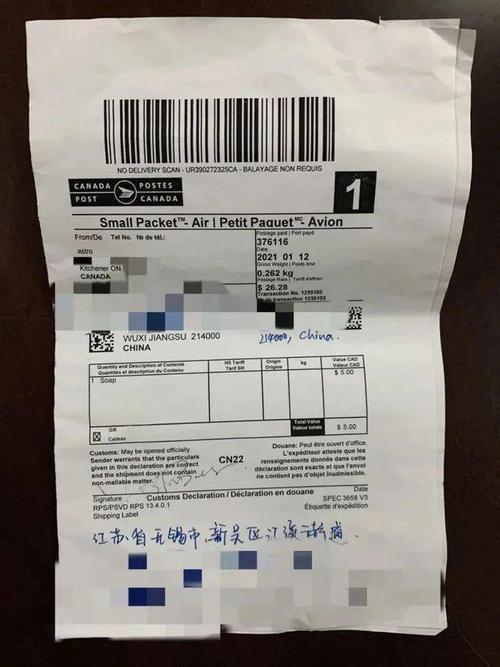 NO DELIVERY SCAN - UR390272325CA - BALAYAGE NON REQUIS
CANADA POST POSTES CANADA
1
Small Packet™- Air | Petit Paquet MC- Avion
From/De Tel No. No de tél.:
astro
Kitchener ON
CANADA
Postage paid / Port payé
376116
Date
2021 01 12
Gross Weight / Poids brut
0.262 kg
Postage Rate / Tarif d'affran
$ 26.28
Transaction No. 1259105
No de transaction 1259105
WUXI JIANGSU 214000
CHINA
214000, China.
Quantity and Description of Contents
Quantités et description du Contenu
HS Tariff
Tarif SH
Origin
Origine
kg
Value CAD
Valeur CAD
1 Soap
$ 5.00
Total Value
Valeur totale
$ 5.00
Gift
Cadeau
Customs: May be opened officially.
Sender warrants that the particulars
given in this declaration are correct
and the shipment does not contain
non-mailable matter.
CN22
Douane: Peut être ouvert d'office.
L'expéditeur atteste que les
renseignements donnés dans cette
déclaration sont exacts et que l'envoi
ne contient pas d'objet inadmissible.
Signature
Date
Customs Declaration / Déclaration en douane
RPS/PSVD RPS 13.4.0.1
SPEC 3658 V3
Shipping Label
Étiquette d'expédition
江苏省无锡市,新吴区江溪街道.